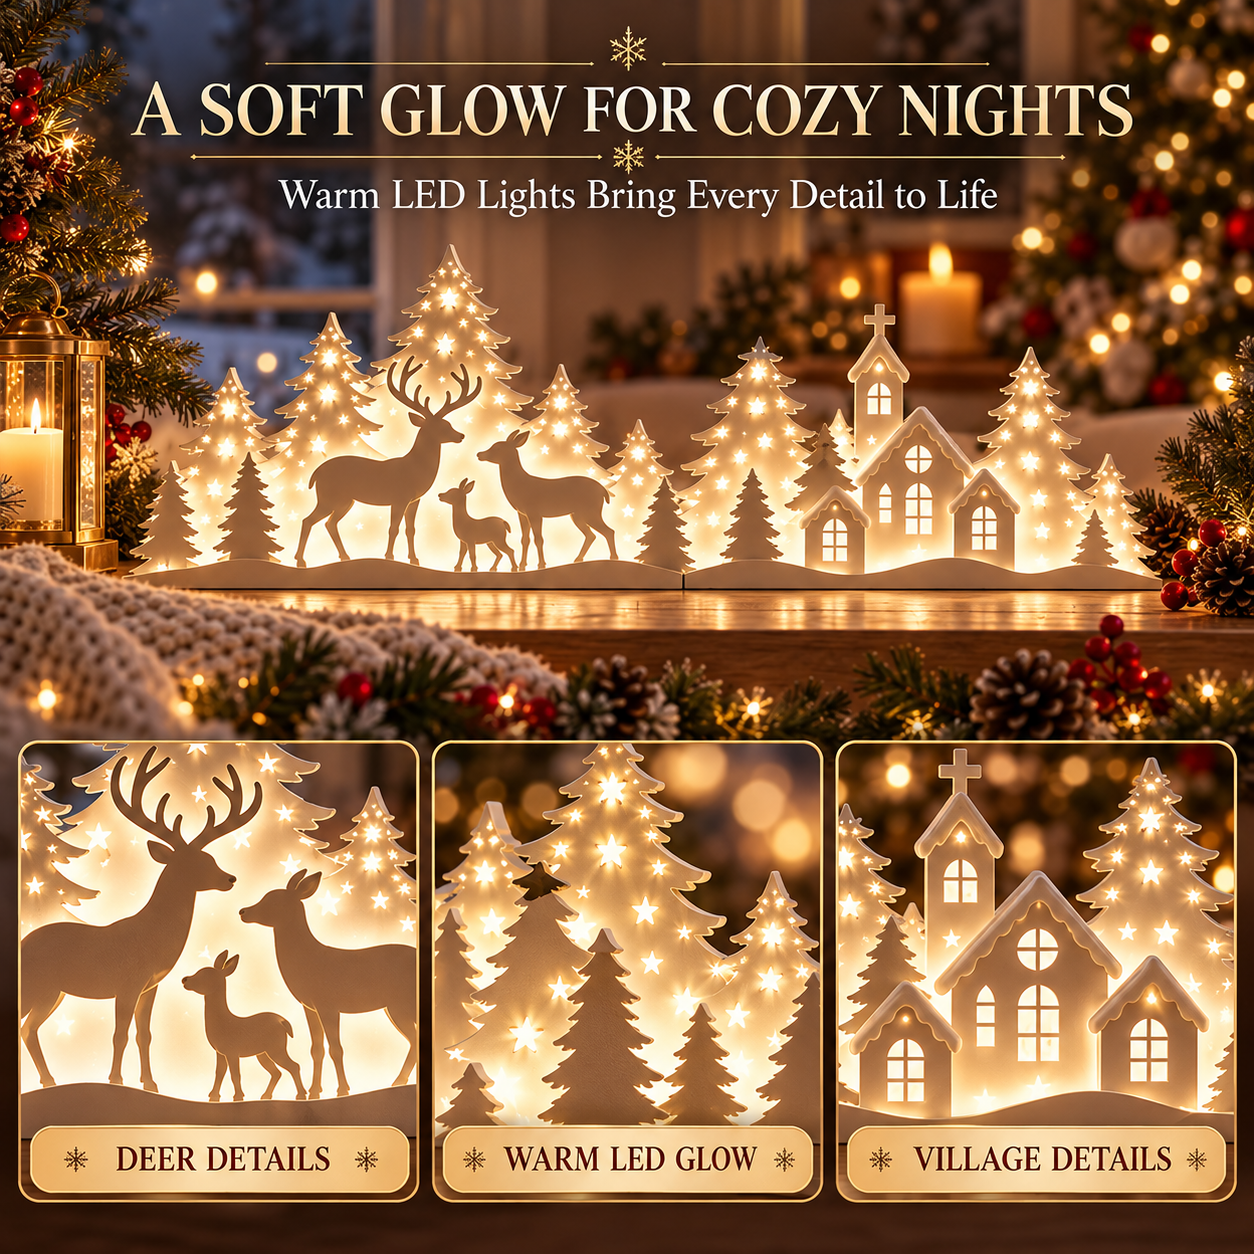 A SOFT GLOW FOR COZY NIGHTS
Warm LED Lights Bring Every Detail to Life
DEER DETAILS
WARM LED GLOW
VILLAGE DETAILS